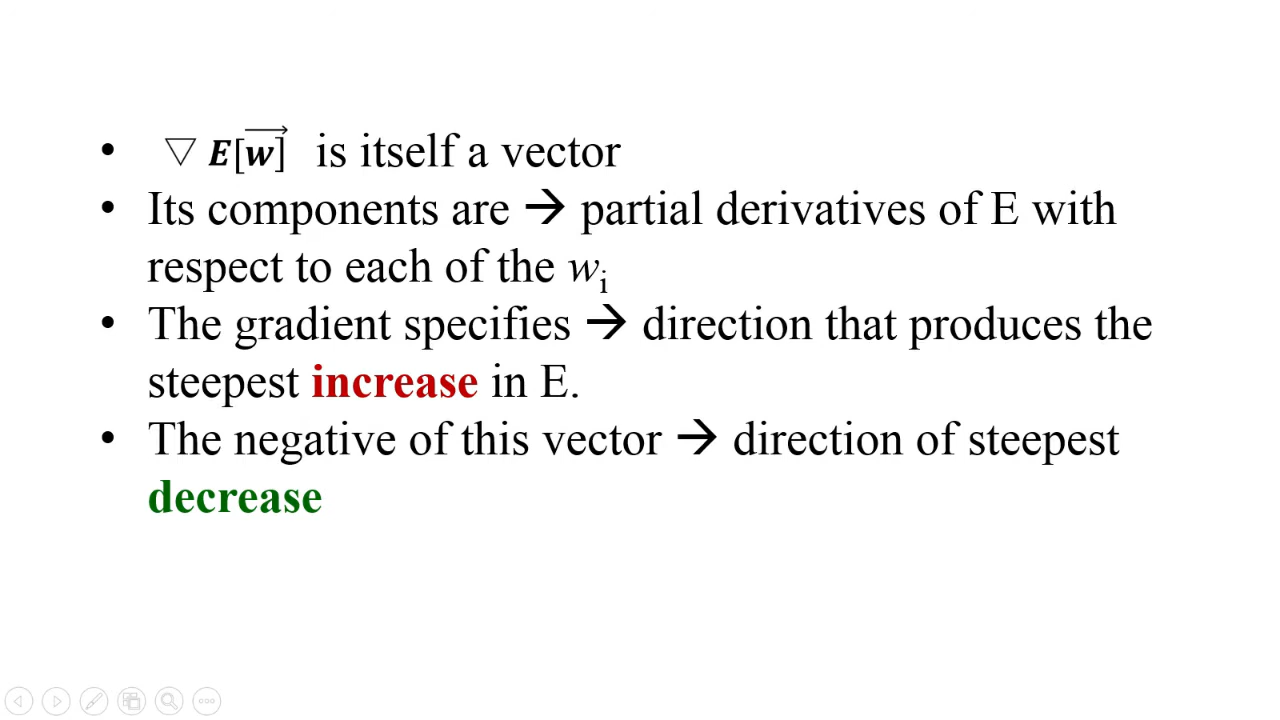 • ▽ E[w⃗] is itself a vector
• Its components are → partial derivatives of E with
respect to each of the wᵢ
• The gradient specifies → direction that produces the
steepest increase in E.
• The negative of this vector → direction of steepest
decrease